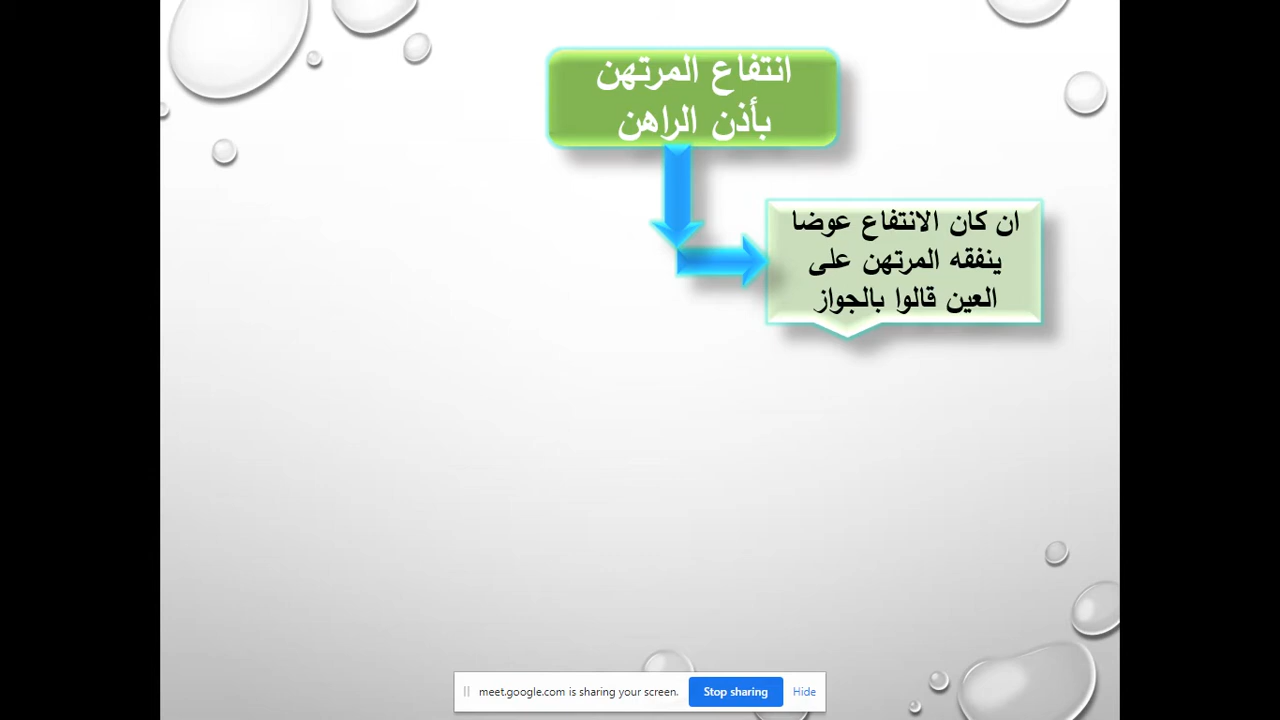 انتفاع المرتهن
بأذن الراهن
ان كان الانتفاع عوضا
ينفقه المرتهن على
العين قالوا بالجواز
meet.google.com is sharing your screen.
Stop sharing
Hide